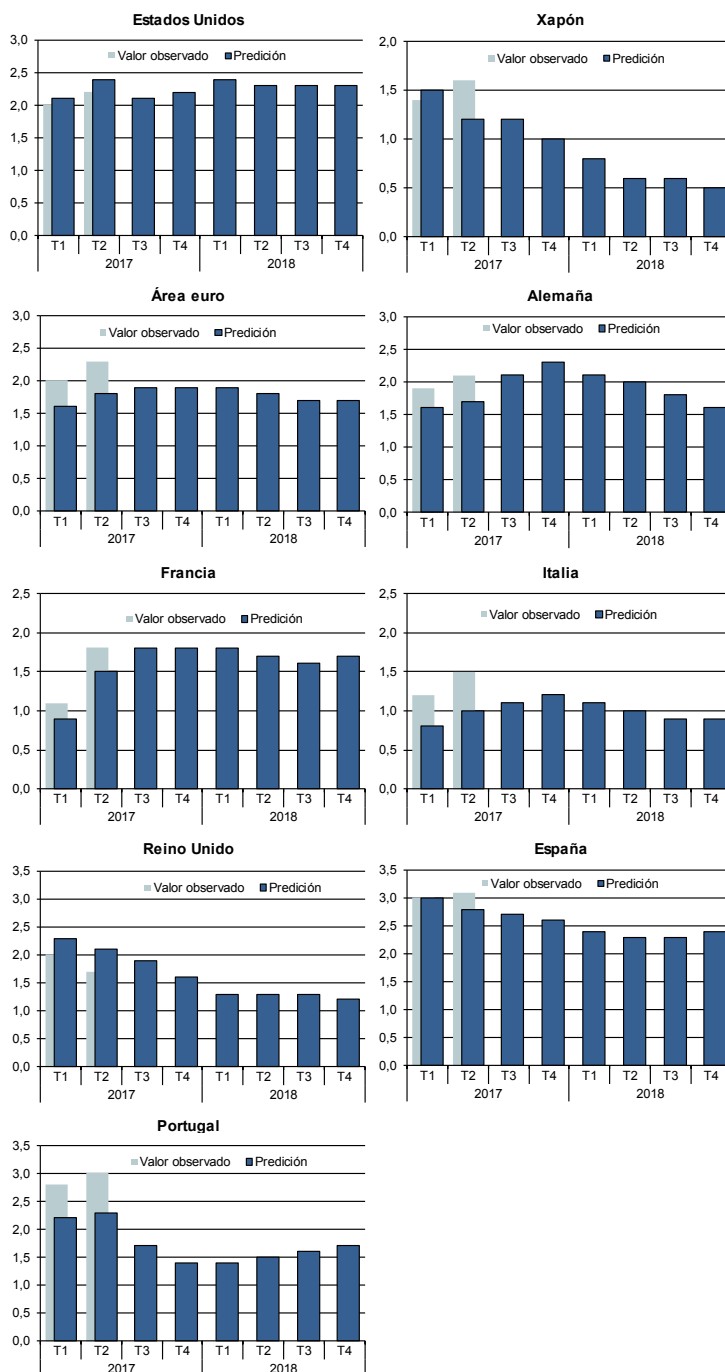 Estados Unidos
Valor observado Predición
3,0
2,5
2,0
1,5
1,0
0,5
0,0
T1 T2 T3 T4 T1 T2 T3 T4
2017 2018
Xapón
Valor observado Predición
2,0
1,5
1,0
0,5
0,0
T1 T2 T3 T4 T1 T2 T3 T4
2017 2018
Área euro
Valor observado Predición
3,0
2,5
2,0
1,5
1,0
0,5
0,0
T1 T2 T3 T4 T1 T2 T3 T4
2017 2018
Alemaña
Valor observado Predición
3,0
2,5
2,0
1,5
1,0
0,5
0,0
T1 T2 T3 T4 T1 T2 T3 T4
2017 2018
Francia
Valor observado Predición
2,5
2,0
1,5
1,0
0,5
0,0
T1 T2 T3 T4 T1 T2 T3 T4
2017 2018
Italia
Valor observado Predición
2,5
2,0
1,5
1,0
0,5
0,0
T1 T2 T3 T4 T1 T2 T3 T4
2017 2018
Reino Unido
Valor observado Predición
3,5
3,0
2,5
2,0
1,5
1,0
0,5
0,0
T1 T2 T3 T4 T1 T2 T3 T4
2017 2018
España
Valor observado Predición
3,5
3,0
2,5
2,0
1,5
1,0
0,5
0,0
T1 T2 T3 T4 T1 T2 T3 T4
2017 2018
Portugal
Valor observado Predición
3,5
3,0
2,5
2,0
1,5
1,0
0,5
0,0
T1 T2 T3 T4 T1 T2 T3 T4
2017 2018